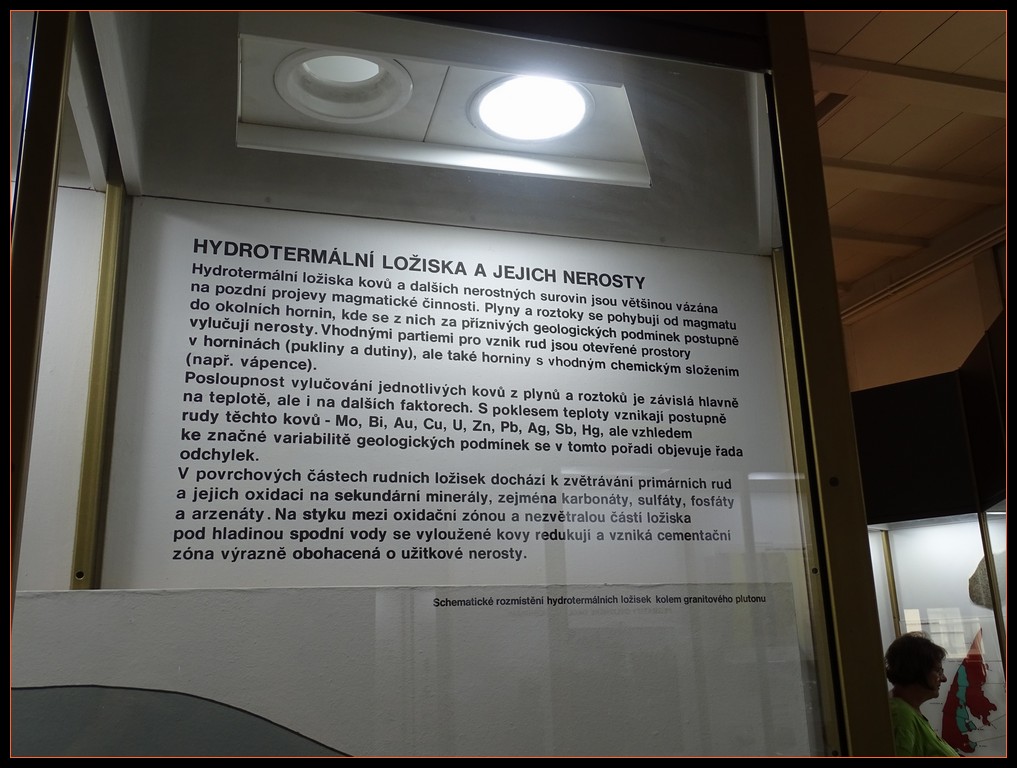 HYDROTERMÁLNÍ LOŽISKA A JEJICH NEROSTY
Hydrotermální ložiska kovů a dalších nerostných surovin jsou většinou vázána
na pozdní projevy magmatické činnosti. Plyny a roztoky se pohybují od magmatu
do okolních hornin, kde se z nich za příznivých geologických podmínek postupně
vylučují nerosty. Vhodnými partiemi pro vznik rud jsou otevřené prostory
v horninách (pukliny a dutiny), ale také horniny s vhodným chemickým složením
(např. vápence).
Posloupnost vylučování jednotlivých kovů z plynů a roztoků je závislá hlavně
na teplotě, ale i na dalších faktorech. S poklesem teploty vznikají postupně
rudy těchto kovů - Mo, Bi, Au, Cu, U, Zn, Pb, Ag, Sb, Hg, ale vzhledem
ke značné variabilitě geologických podmínek se v tomto pořadí objevuje řada
odchylek.
V povrchových částech rudních ložisek dochází k zvětrávání primárních rud
a jejich oxidaci na sekundární minerály, zejména karbonáty, sulfáty, fosfáty
a arzenáty. Na styku mezi oxidační zónou a nezvětralou částí ložiska
pod hladinou spodní vody se vyloužené kovy redukují a vzniká cementační
zóna výrazně obohacená o užitkové nerosty.
Schematické rozmístění hydrotermálních ložisek kolem granitového plutonu